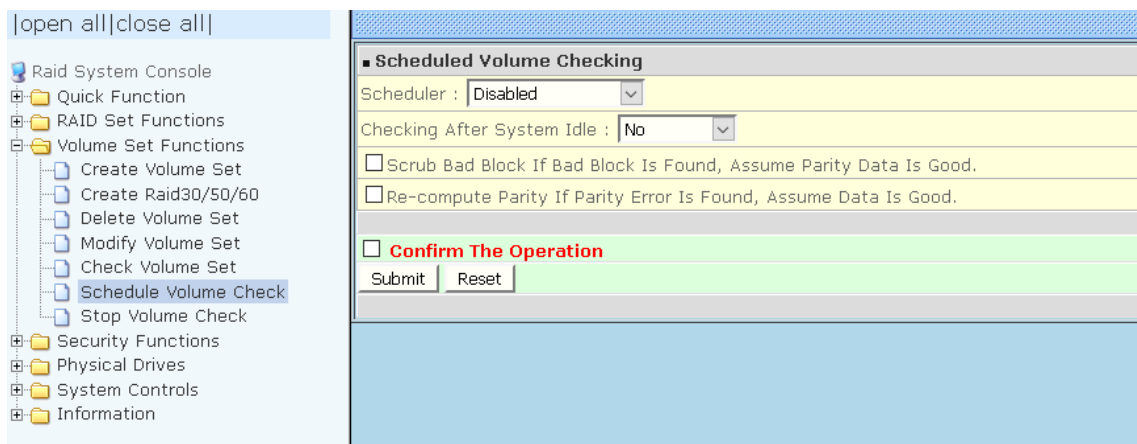 |open all|close all|
Raid System Console
Quick Function
RAID Set Functions
Volume Set Functions
Create Volume Set
Create Raid30/50/60
Delete Volume Set
Modify Volume Set
Check Volume Set
Schedule Volume Check
Stop Volume Check
Security Functions
Physical Drives
System Controls
Information
Scheduled Volume Checking
Scheduler : Disabled
Checking After System Idle : No
Scrub Bad Block If Bad Block Is Found, Assume Parity Data Is Good.
Re-compute Parity If Parity Error Is Found, Assume Data Is Good.
Confirm The Operation
Submit Reset